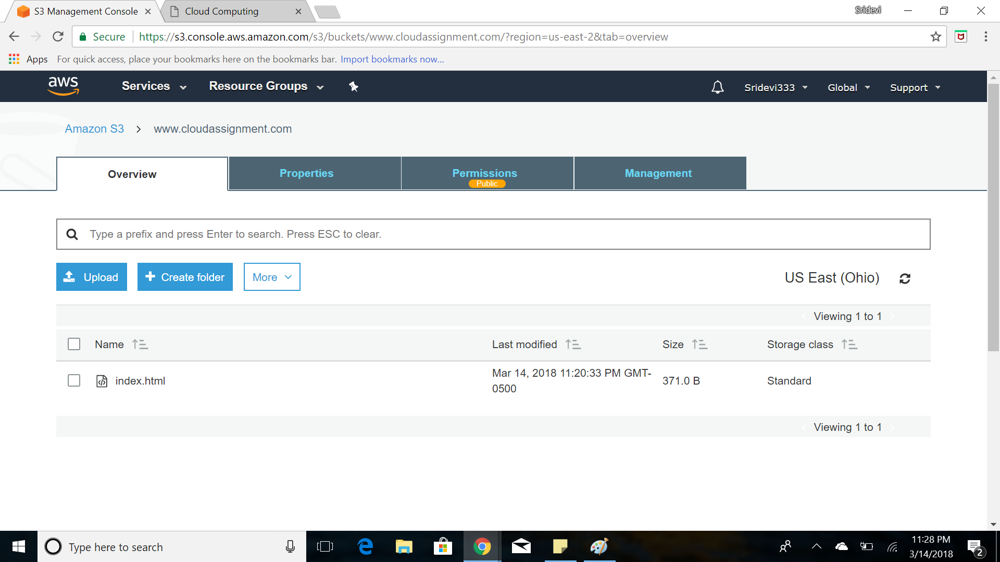 S3 Management Console
Cloud Computing
Sridevi
Secure
https://s3.console.aws.amazon.com/s3/buckets/www.cloudassignment.com/?region=us-east-2&tab=overview
Apps
For quick access, place your bookmarks here on the bookmarks bar. Import bookmarks now...
aws
Services
Resource Groups
Sridevi333
Global
Support
Amazon S3
www.cloudassignment.com
Overview
Properties
Permissions
Public
Management
Type a prefix and press Enter to search. Press ESC to clear.
Upload
Create folder
More
US East (Ohio)
Viewing 1 to 1
Name
Last modified
Size
Storage class
index.html
Mar 14, 2018 11:20:33 PM GMT-
0500
371.0 B
Standard
Viewing 1 to 1
Type here to search
11:28 PM
3/14/2018
2